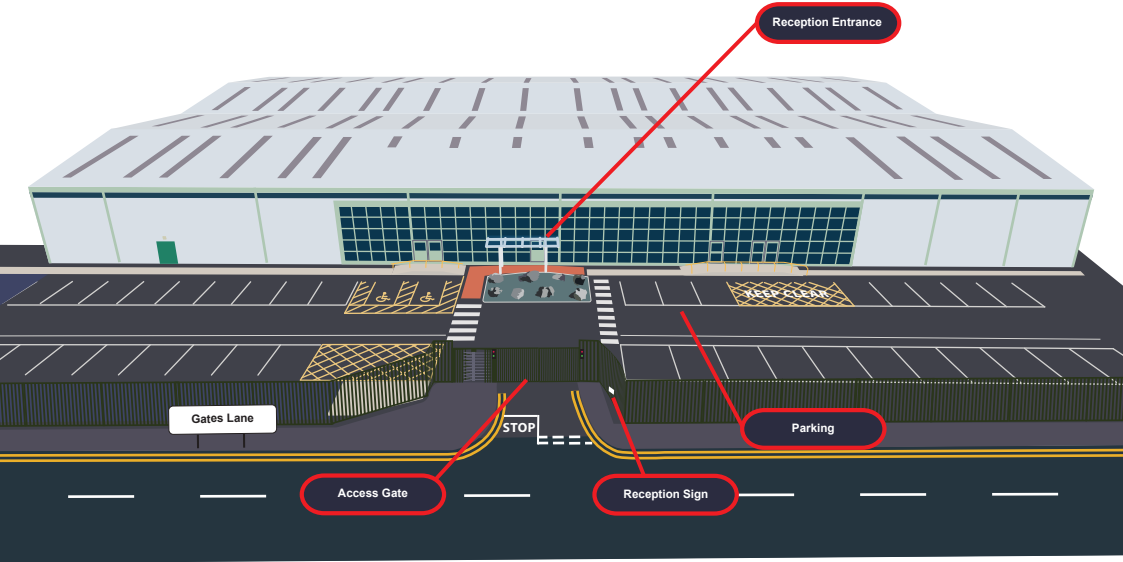 Reception Entrance
KEEP CLEAR
Gates Lane
STOP
Parking
Access Gate
Reception Sign